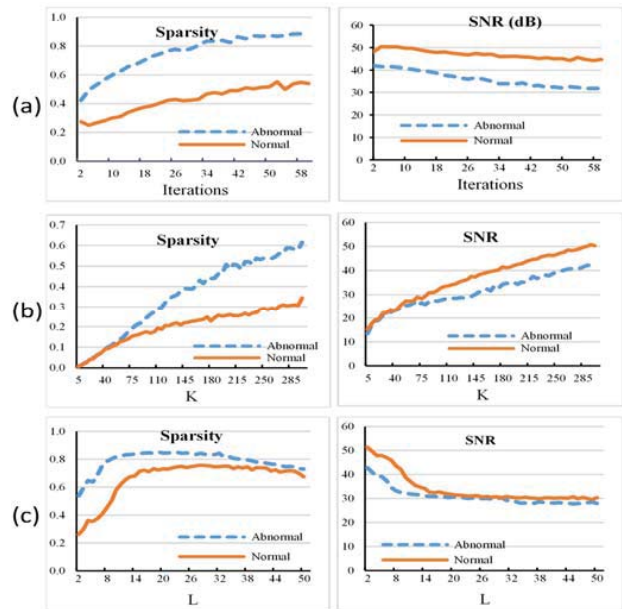 (a)
Sparsity
1.0
0.8
0.6
0.4
0.2
0.0
Abnormal
Normal
2 10 18 26 34 42 50 58
Iterations
SNR (dB)
60
50
40
30
20
10
0
Abnormal
Normal
2 10 18 26 34 42 50 58
Iterations
(b)
Sparsity
0.7
0.6
0.5
0.4
0.3
0.2
0.1
0.0
Abnormal
Normal
5 40 75 110 145 180 215 250 285
K
SNR
60
50
40
30
20
10
0
Abnormal
Normal
5 40 75 110 145 180 215 250 285
K
(c)
Sparsity
1.0
0.8
0.6
0.4
0.2
0.0
Abnormal
Normal
2 8 14 20 26 32 38 44 50
L
SNR
60
50
40
30
20
10
0
Abnormal
Normal
2 8 14 20 26 32 38 44 50
L